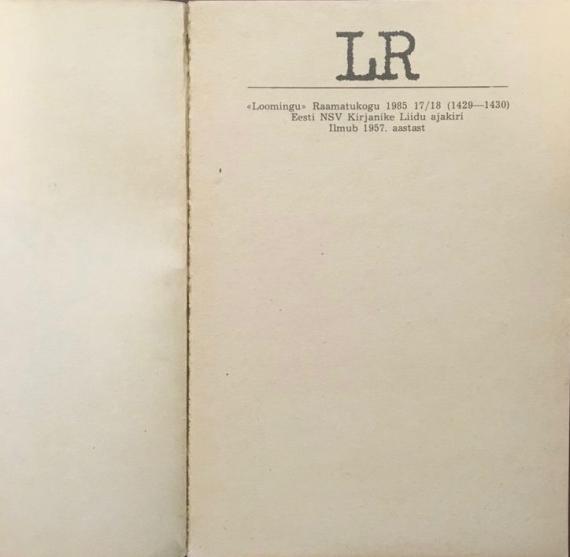 LR
«Loomingu» Raamatukogu 1985 17/18 (1429—1430)
Eesti NSV Kirjanike Liidu ajakiri
Ilmub 1957. aastast